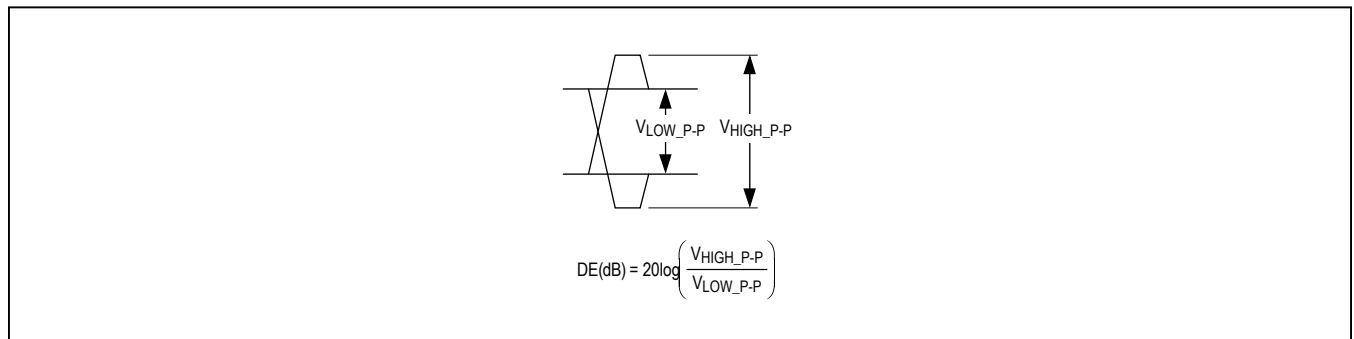 VLOW_P-P VHIGH_P-P
DE(dB) = 20log(VHIGH_P-P / VLOW_P-P)